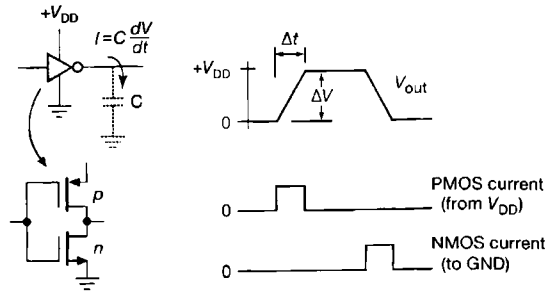 +V_DD
I = C dV/dt
C
p
n
Δt
+V_DD
ΔV
V_out
0
PMOS current
(from V_DD)
0
NMOS current
(to GND)
0